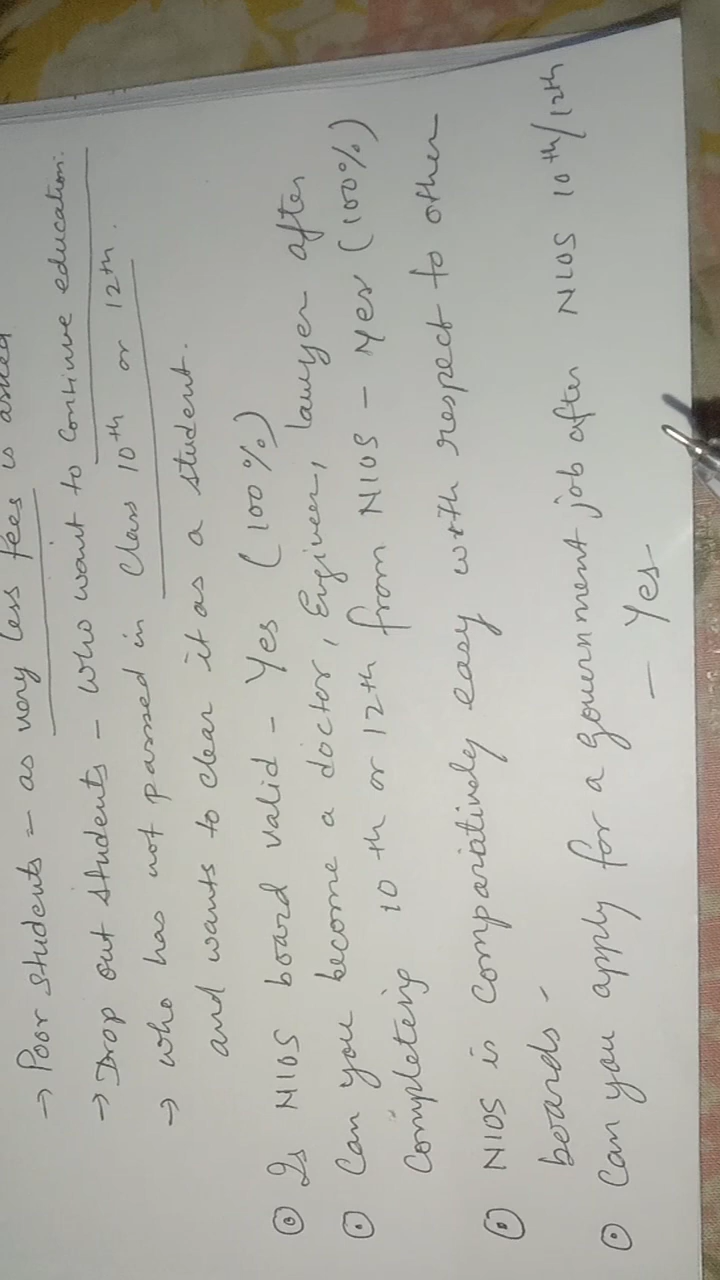 → Poor students - as very less fees is asked
→ Drop out students - who want to continue education.
→ who has not passed in Class 10th or 12th.
and wants to clear it as a student.
⊙ Is NIOS board valid - Yes (100%)
⊙ Can you become a doctor, Engineer, lawyer after
Completing 10th or 12th from NIOS - Yes (100%)
⊙ NIOS is comparatively easy with respect to other
boards -
⊙ Can you apply for a government job after NIOS 10th/12th
- Yes